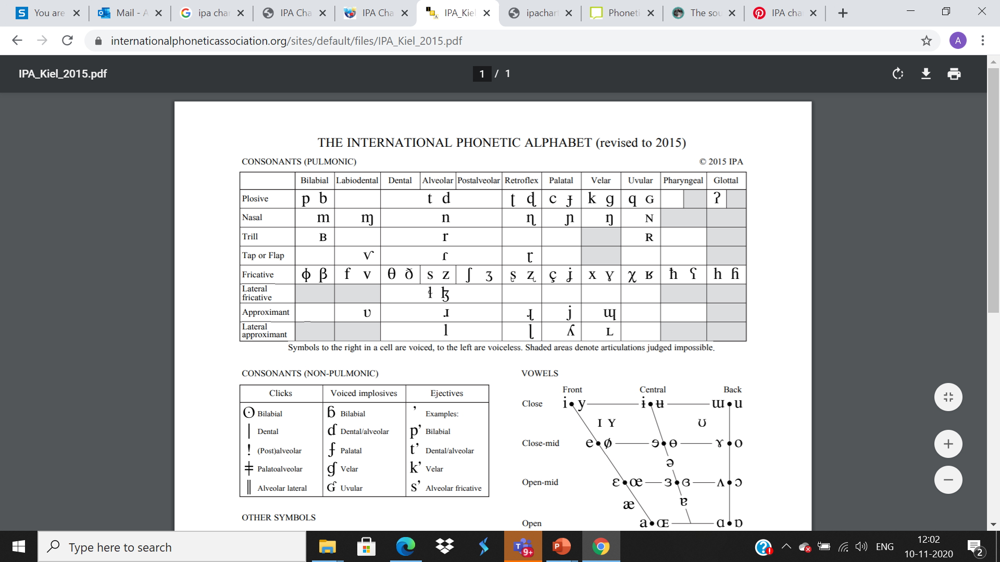 You are
Mail - A
ipa char
IPA Cha
IPA Cha
IPA_Kiel
ipachart
Phoneti
The sou
IPA cha
internationalphoneticassociation.org/sites/default/files/IPA_Kiel_2015.pdf
A
IPA_Kiel_2015.pdf
1 / 1
THE INTERNATIONAL PHONETIC ALPHABET (revised to 2015)
CONSONANTS (PULMONIC) © 2015 IPA
Bilabial Labiodental Dental Alveolar Postalveolar Retroflex Palatal Velar Uvular Pharyngeal Glottal
Plosive p b t d ʈ ɖ c ɟ k ɡ q ɢ ʔ
Nasal m ɱ n ɳ ɲ ŋ ɴ
Trill ʙ r ʀ
Tap or Flap ⱱ ɾ ɽ
Fricative ɸ β f v θ ð s z ʃ ʒ ʂ ʐ ç ʝ x ɣ χ ʁ ħ ʕ h ɦ
Lateral fricative ɬ ɮ
Approximant ʋ ɹ ɻ j ɰ
Lateral approximant l ɭ ʎ ʟ
Symbols to the right in a cell are voiced, to the left are voiceless. Shaded areas denote articulations judged impossible.
CONSONANTS (NON-PULMONIC)
Clicks Voiced implosives Ejectives
ʘ Bilabial ɓ Bilabial ʼ Examples:
ǀ Dental ɗ Dental/alveolar pʼ Bilabial
ǃ (Post)alveolar ʄ Palatal tʼ Dental/alveolar
ǂ Palatoalveolar ɠ Velar kʼ Velar
ǁ Alveolar lateral ʛ Uvular sʼ Alveolar fricative
OTHER SYMBOLS
VOWELS
Front Central Back
Close i y ɨ ʉ ɯ u
ɪ ʏ ʊ
Close-mid e ø ɘ ɵ ɤ o
ə
Open-mid ɛ œ ɜ ɞ ʌ ɔ
æ ɐ
Open a ɶ ɑ ɒ
Type here to search
9+
ENG
12:02
10-11-2020
2